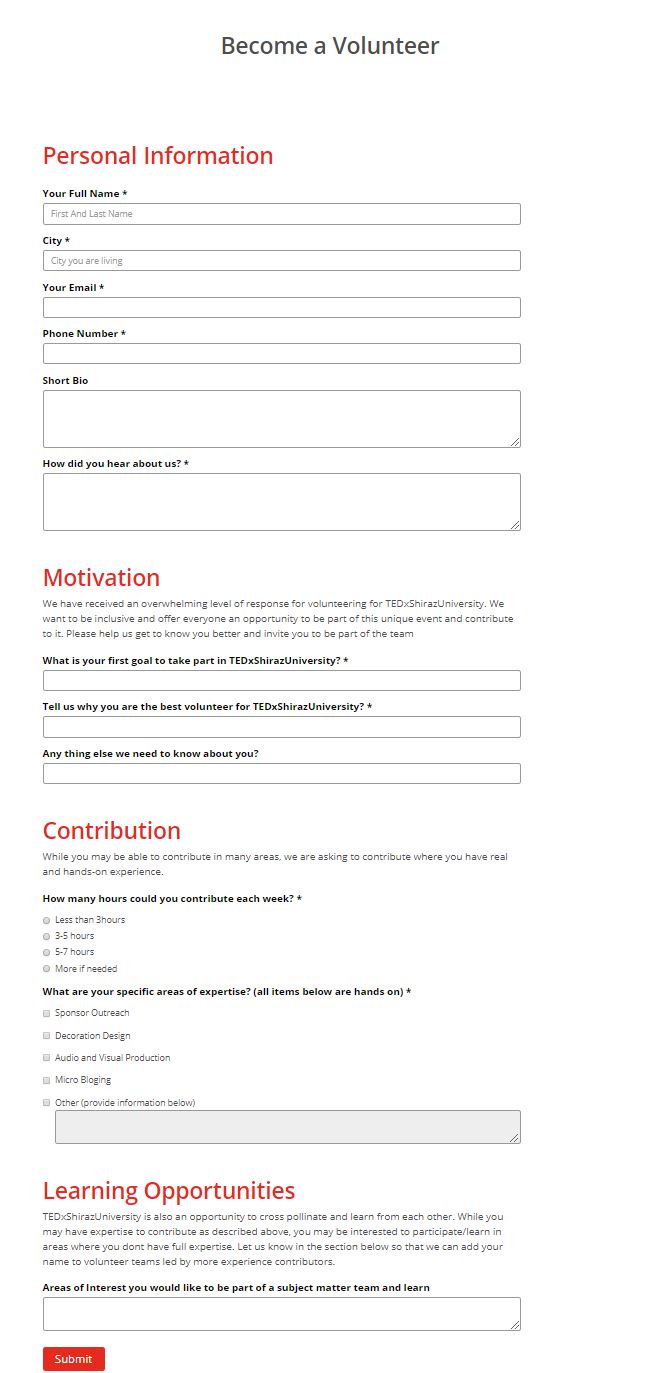 Become a Volunteer
Personal Information
Your Full Name *
First And Last Name
City *
City you are living
Your Email *
Phone Number *
Short Bio
How did you hear about us? *
Motivation
We have received an overwhelming level of response for volunteering for TEDxShirazUniversity. We
want to be inclusive and offer everyone an opportunity to be part of this unique event and contribute
to it. Please help us get to know you better and invite you to be part of the team
What is your first goal to take part in TEDxShirazUniversity? *
Tell us why you are the best volunteer for TEDxShirazUniversity? *
Any thing else we need to know about you?
Contribution
While you may be able to contribute in many areas, we are asking to contribute where you have real
and hands-on experience.
How many hours could you contribute each week? *
Less than 3hours
3-5 hours
5-7 hours
More if needed
What are your specific areas of expertise? (all items below are hands on) *
Sponsor Outreach
Decoration Design
Audio and Visual Production
Micro Bloging
Other (provide information below)
Learning Opportunities
TEDxShirazUniversity is also an opportunity to cross pollinate and learn from each other. While you
may have expertise to contribute as described above, you may be interested to participate/learn in
areas where you dont have full expertise. Let us know in the section below so that we can add your
name to volunteer teams led by more experience contributors.
Areas of Interest you would like to be part of a subject matter team and learn
Submit